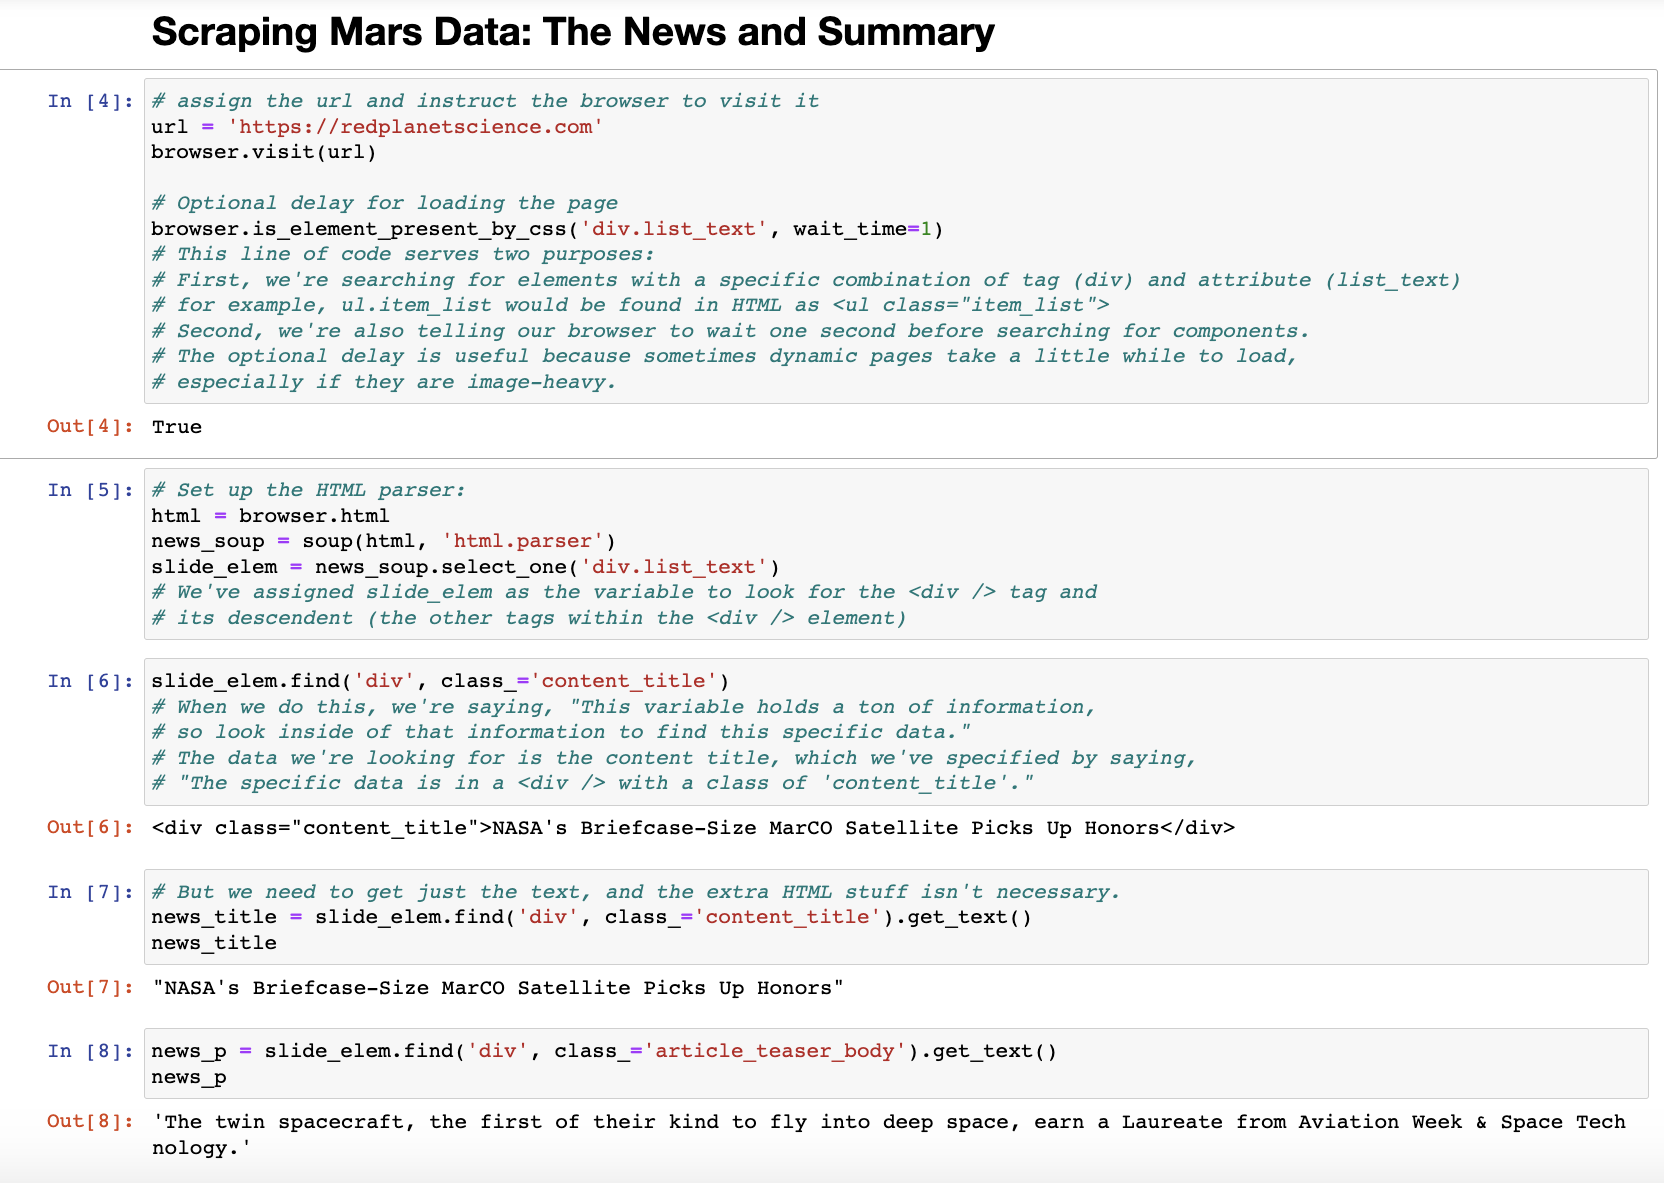 Scraping Mars Data: The News and Summary
In [4]: # assign the url and instruct the browser to visit it
url = 'https://redplanetscience.com'
browser.visit(url)
# Optional delay for loading the page
browser.is_element_present_by_css('div.list_text', wait_time=1)
# This line of code serves two purposes:
# First, we're searching for elements with a specific combination of tag (div) and attribute (list_text)
# for example, ul.item_list would be found in HTML as <ul class="item_list">
# Second, we're also telling our browser to wait one second before searching for components.
# The optional delay is useful because sometimes dynamic pages take a little while to load,
# especially if they are image-heavy.
Out[4]: True
In [5]: # Set up the HTML parser:
html = browser.html
news_soup = soup(html, 'html.parser')
slide_elem = news_soup.select_one('div.list_text')
# We've assigned slide_elem as the variable to look for the <div /> tag and
# its descendent (the other tags within the <div /> element)
In [6]: slide_elem.find('div', class_='content_title')
# When we do this, we're saying, "This variable holds a ton of information,
# so look inside of that information to find this specific data."
# The data we're looking for is the content title, which we've specified by saying,
# "The specific data is in a <div /> with a class of 'content_title'."
Out[6]: <div class="content_title">NASA's Briefcase-Size MarCO Satellite Picks Up Honors</div>
In [7]: # But we need to get just the text, and the extra HTML stuff isn't necessary.
news_title = slide_elem.find('div', class_='content_title').get_text()
news_title
Out[7]: "NASA's Briefcase-Size MarCO Satellite Picks Up Honors"
In [8]: news_p = slide_elem.find('div', class_='article_teaser_body').get_text()
news_p
Out[8]: 'The twin spacecraft, the first of their kind to fly into deep space, earn a Laureate from Aviation Week & Space Tech
nology.'